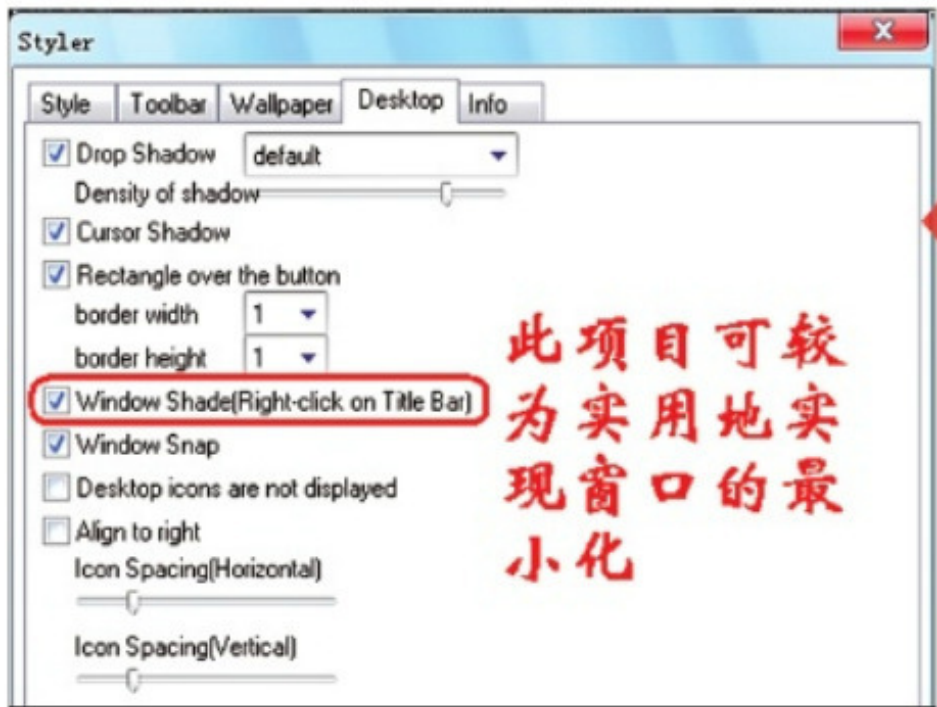 Styler
Style Toolbar Wallpaper Desktop Info
Drop Shadow default
Density of shadow
Cursor Shadow
Rectangle over the button
border width 1
border height 1
Window Shade(Right-click on Title Bar)
Window Snap
Desktop icons are not displayed
Align to right
Icon Spacing(Horizontal)
Icon Spacing(Vertical)
此项目可较
为实用地实
现窗口的最
小化